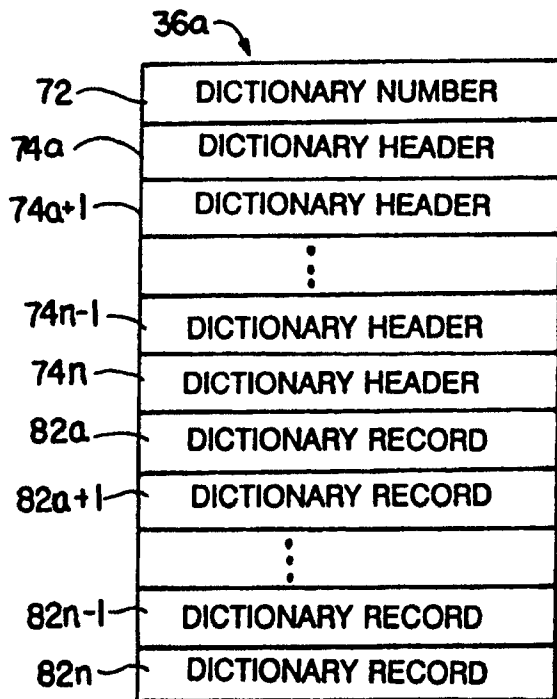 36a
72 DICTIONARY NUMBER
74a DICTIONARY HEADER
74a+1 DICTIONARY HEADER
74n-1 DICTIONARY HEADER
74n DICTIONARY HEADER
82a DICTIONARY RECORD
82a+1 DICTIONARY RECORD
82n-1 DICTIONARY RECORD
82n DICTIONARY RECORD